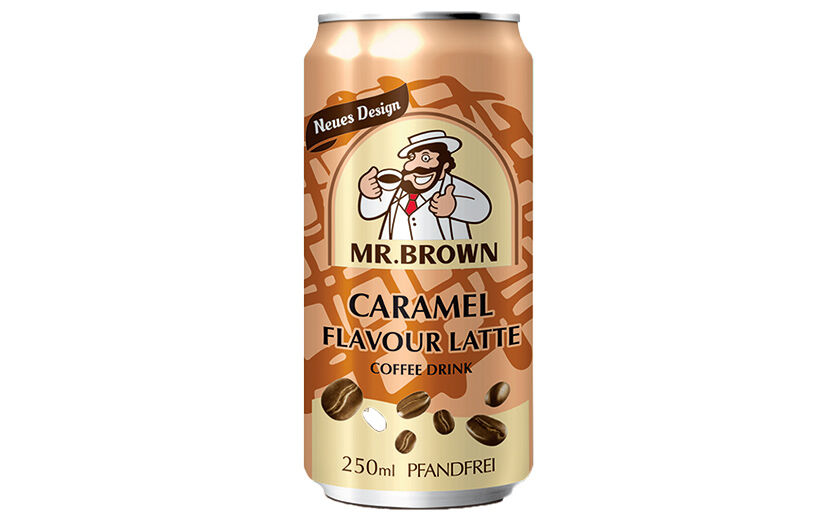 Neues Design
MR.BROWN
CARAMEL
FLAVOUR LATTE
COFFEE DRINK
250ml PFANDFREI